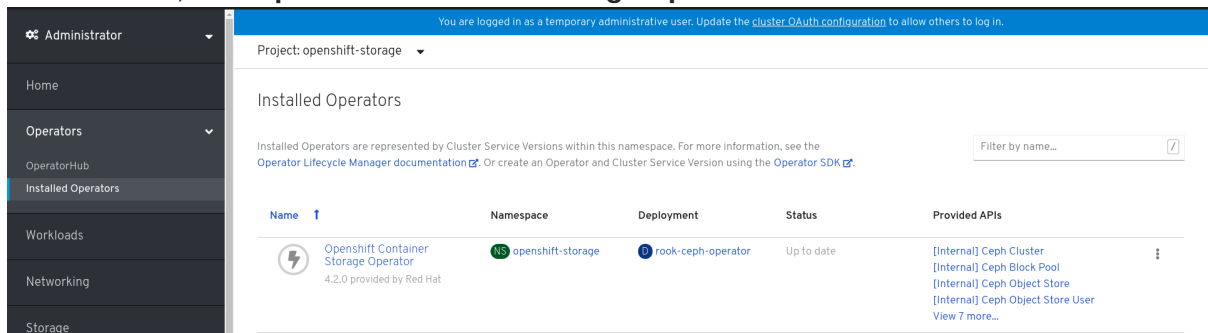 You are logged in as a temporary administrative user. Update the cluster OAuth configuration to allow others to log in.
Administrator
Project: openshift-storage
Home
Installed Operators
Operators
Installed Operators are represented by Cluster Service Versions within this namespace. For more information, see the
Operator Lifecycle Manager documentation. Or create an Operator and Cluster Service Version using the Operator SDK.
Filter by name...
/
OperatorHub
Installed Operators
Name
Namespace
Deployment
Status
Provided APIs
Workloads
Openshift Container
Storage Operator
4.2.0 provided by Red Hat
NS openshift-storage
D rook-ceph-operator
Up to date
[Internal] Ceph Cluster
[Internal] Ceph Block Pool
[Internal] Ceph Object Store
[Internal] Ceph Object Store User
View 7 more...
Networking
Storage